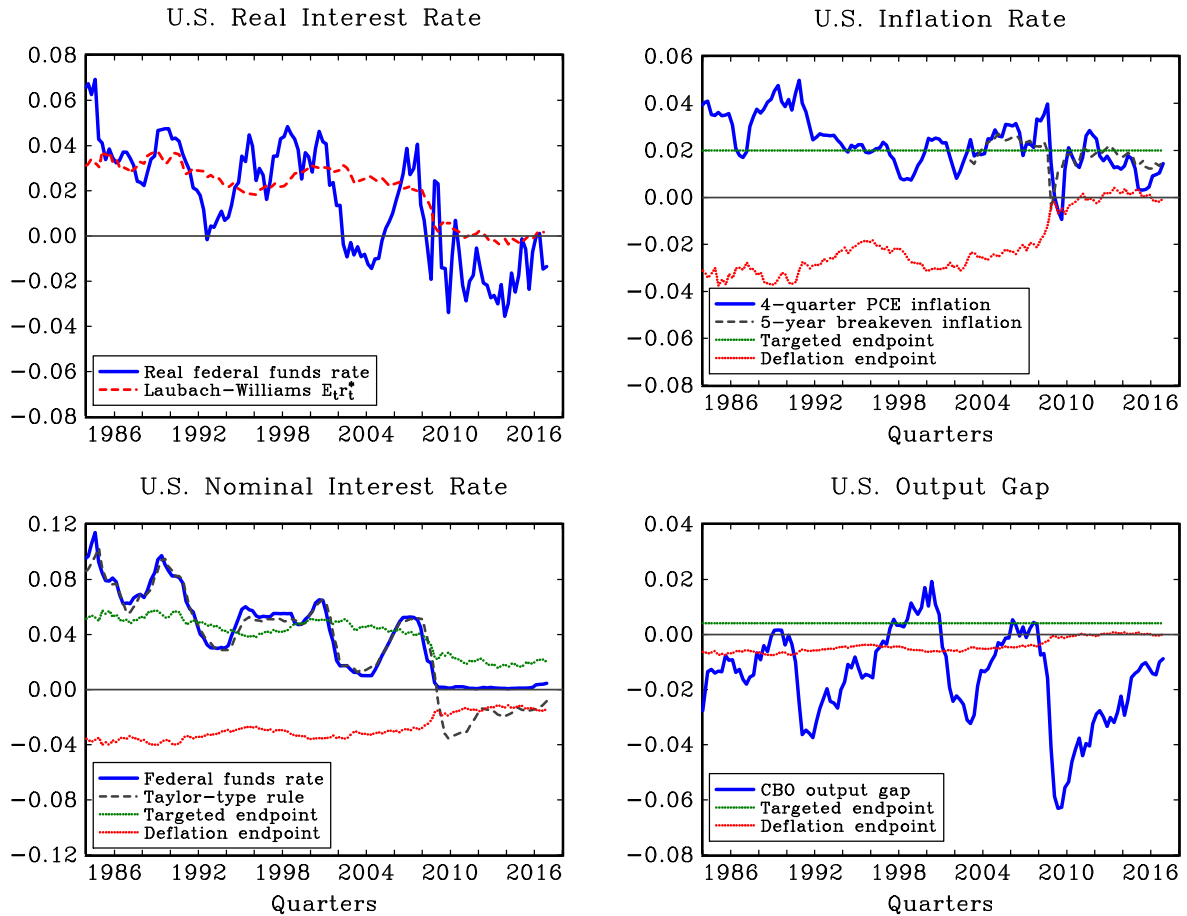 U.S. Real Interest Rate
0.08
0.06
0.04
0.02
0.00
−0.02
−0.04
−0.06
−0.08
Real federal funds rate
Laubach−Williams Eₜrₜ*
1986 1992 1998 2004 2010 2016
U.S. Inflation Rate
0.06
0.04
0.02
0.00
−0.02
−0.04
−0.06
−0.08
4−quarter PCE inflation
5−year breakeven inflation
Targeted endpoint
Deflation endpoint
1986 1992 1998 2004 2010 2016
Quarters
U.S. Nominal Interest Rate
0.12
0.08
0.04
0.00
−0.04
−0.08
−0.12
Federal funds rate
Taylor−type rule
Targeted endpoint
Deflation endpoint
1986 1992 1998 2004 2010 2016
Quarters
U.S. Output Gap
0.04
0.02
0.00
−0.02
−0.04
−0.06
−0.08
CBO output gap
Targeted endpoint
Deflation endpoint
1986 1992 1998 2004 2010 2016
Quarters